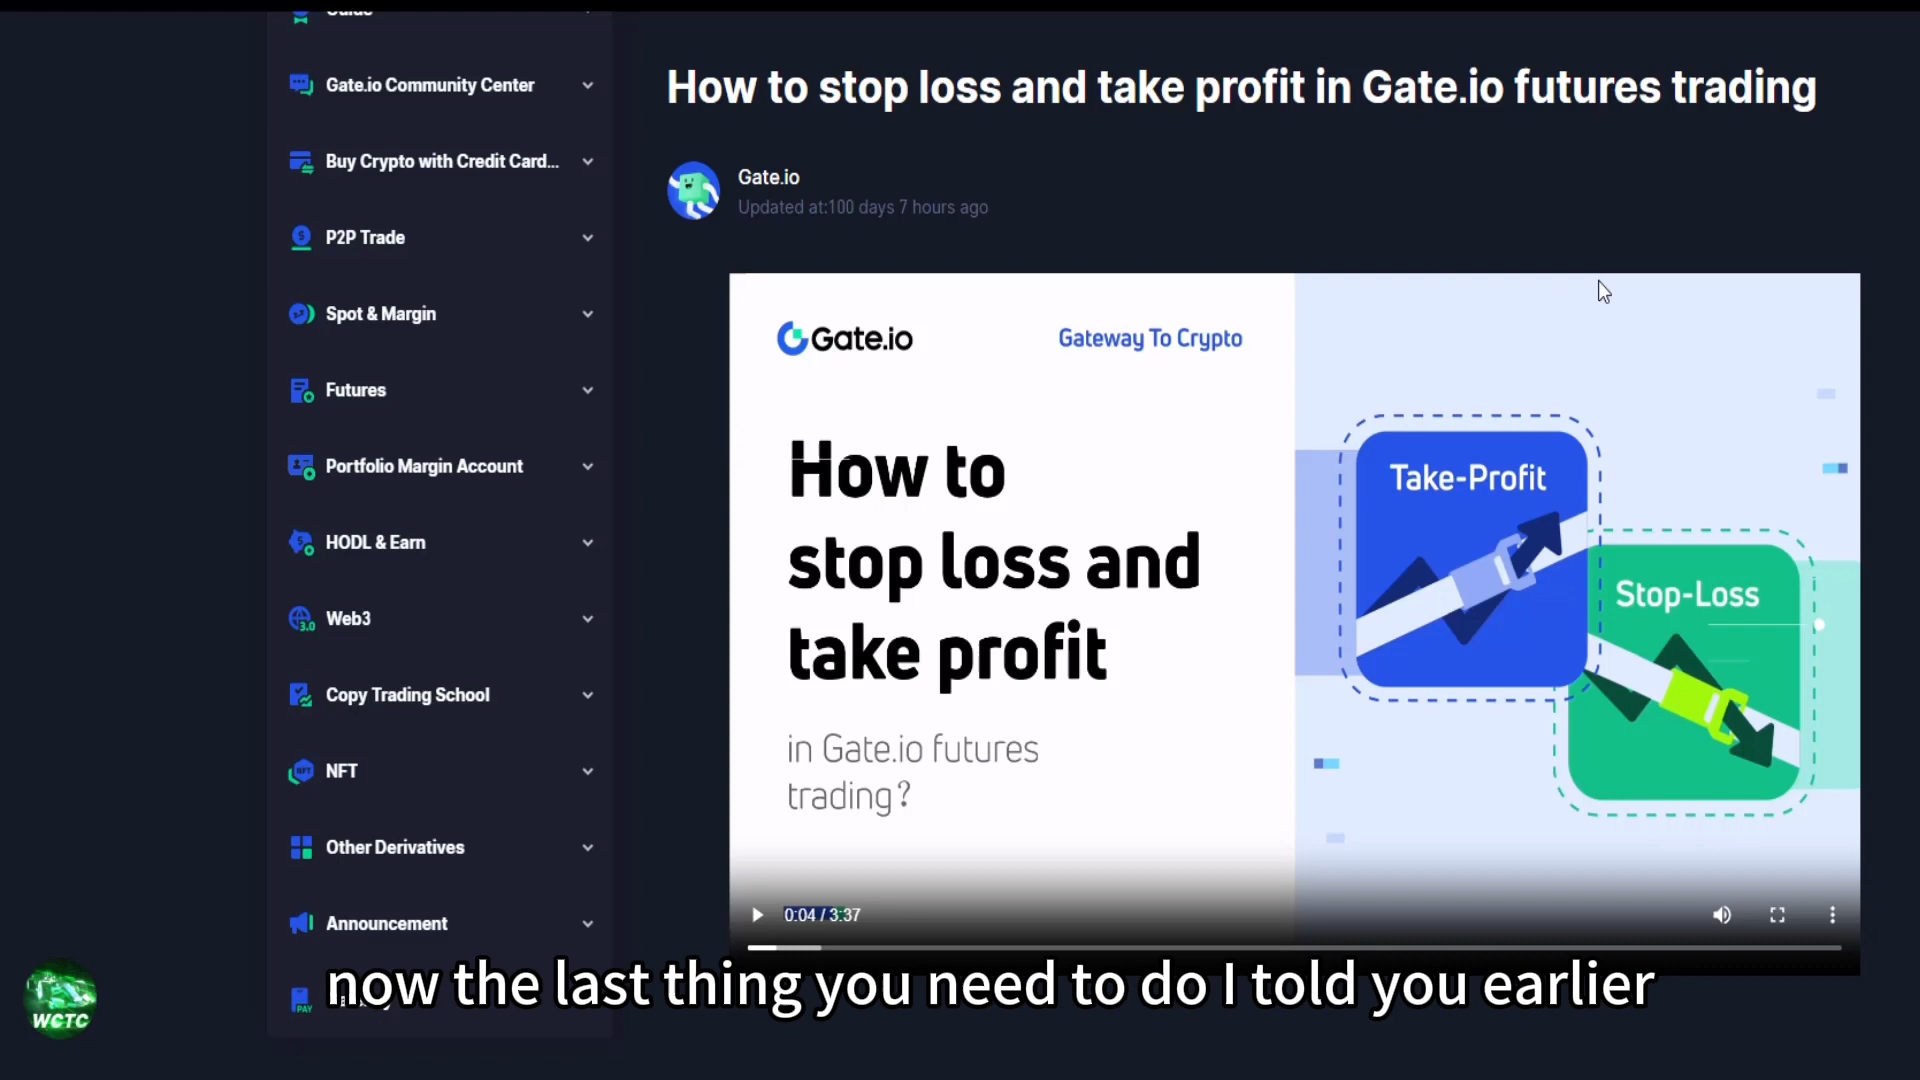 Guide
Gate.io Community Center
Buy Crypto with Credit Card...
P2P Trade
Spot & Margin
Futures
Portfolio Margin Account
HODL & Earn
Web3
Copy Trading School
NFT
Other Derivatives
Announcement
How to stop loss and take profit in Gate.io futures trading
Gate.io
Updated at:100 days 7 hours ago
Gate.io
Gateway To Crypto
How to
stop loss and
take profit
in Gate.io futures
trading?
Take-Profit
Stop-Loss
0:04 / 3:37
now the last thing you need to do I told you earlier
WCTC